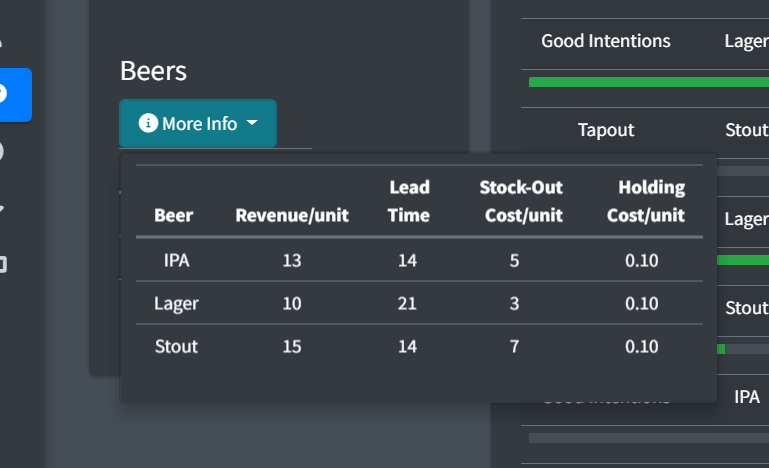 Beers
More Info
Lead Stock-Out Holding
Beer Revenue/unit Time Cost/unit Cost/unit
IPA 13 14 5 0.10
Lager 10 21 3 0.10
Stout 15 14 7 0.10
Good Intentions Lager
Tapout Stout
Lager
Stout
IPA